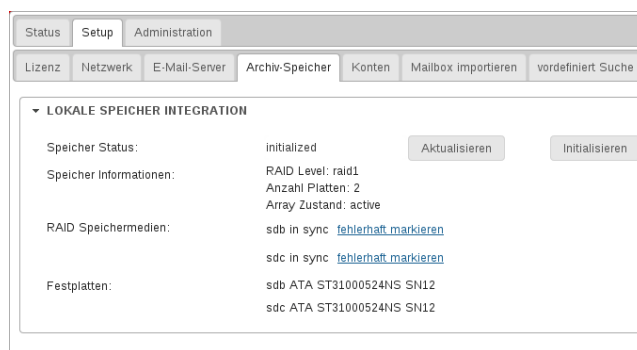 Status Setup Administration
Lizenz Netzwerk E-Mail-Server Archiv-Speicher Konten Mailbox importieren vordefiniert Suche
LOKALE SPEICHER INTEGRATION
Speicher Status: initialized Aktualisieren Initialisieren
Speicher Informationen: RAID Level: raid1
Anzahl Platten: 2
Array Zustand: active
RAID Speichermedien: sdb in sync fehlerhaft markieren
sdc in sync fehlerhaft markieren
Festplatten: sdb ATA ST31000524NS SN12
sdc ATA ST31000524NS SN12